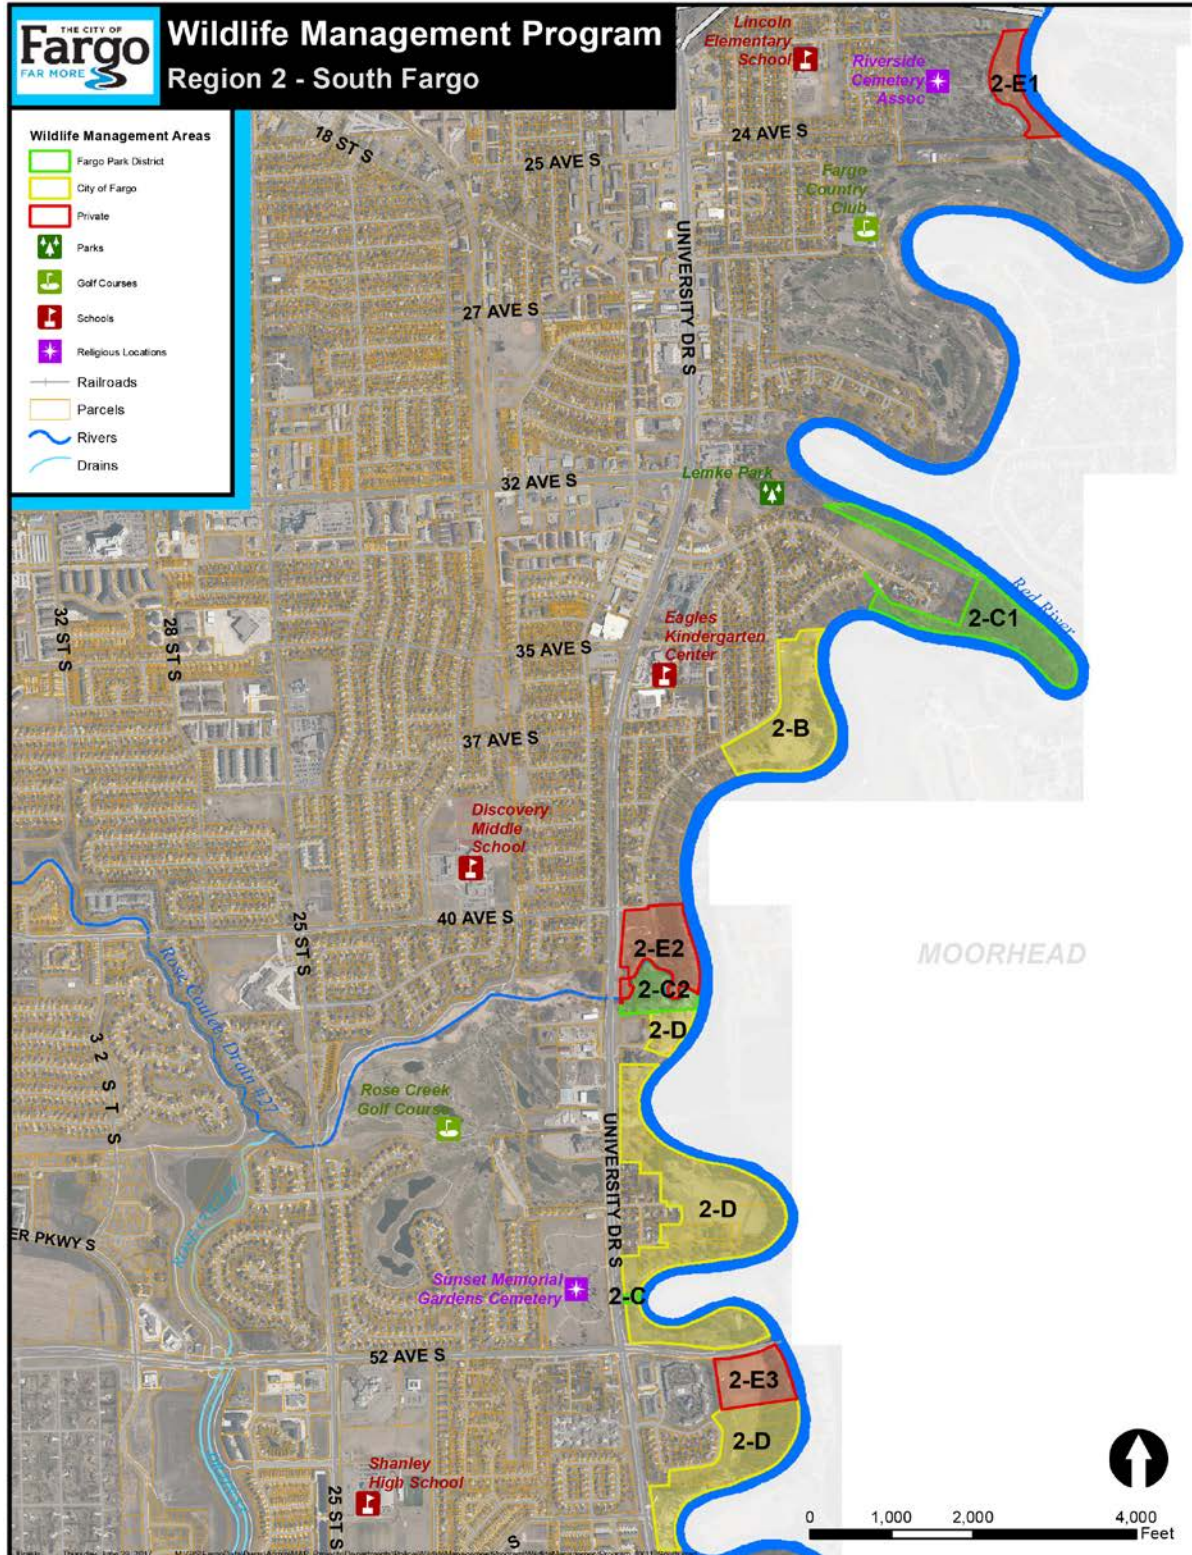 THE CITY OF
Fargo
FAR MORE
Wildlife Management Program
Region 2 - South Fargo
Wildlife Management Areas
Fargo Park District
City of Fargo
Private
Parks
Golf Courses
Schools
Religious Locations
Railroads
Parcels
Rivers
Drains
Lincoln
Elementary
School
Riverside
Cemetery
Assoc
2-E1
18 ST S
25 AVE S
24 AVE S
Fargo
Country
Club
UNIVERSITY DR S
27 AVE S
Lemke Park
32 AVE S
Red River
2-C1
32 ST S
28 ST S
35 AVE S
Eagles
Kindergarten
Center
2-B
37 AVE S
Discovery
Middle
School
40 AVE S
25 ST S
2-E2
2-C2
2-D
MOORHEAD
Rose Coulee, Drain #27
32 ST S
Rose Creek
Golf Course
UNIVERSITY DR S
2-D
ER PKWY S
Sunset Memorial
Gardens Cemetery
2-C
52 AVE S
2-E3
2-D
Shanley
High School
25 ST S
S
0 1,000 2,000 4,000
Feet